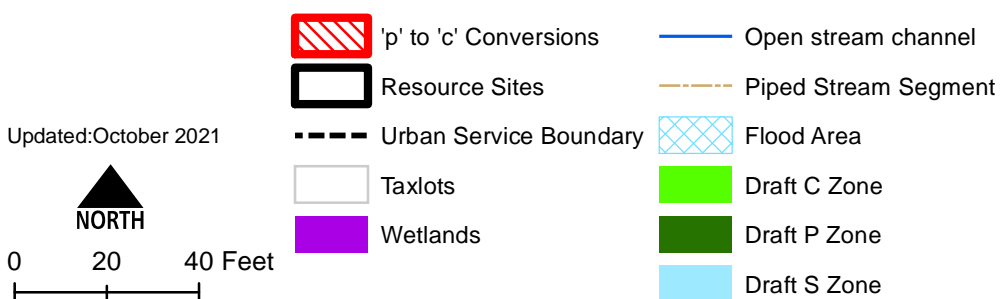 Updated:October 2021
NORTH
0 20 40 Feet
'p' to 'c' Conversions
Resource Sites
Urban Service Boundary
Taxlots
Wetlands
Open stream channel
Piped Stream Segment
Flood Area
Draft C Zone
Draft P Zone
Draft S Zone